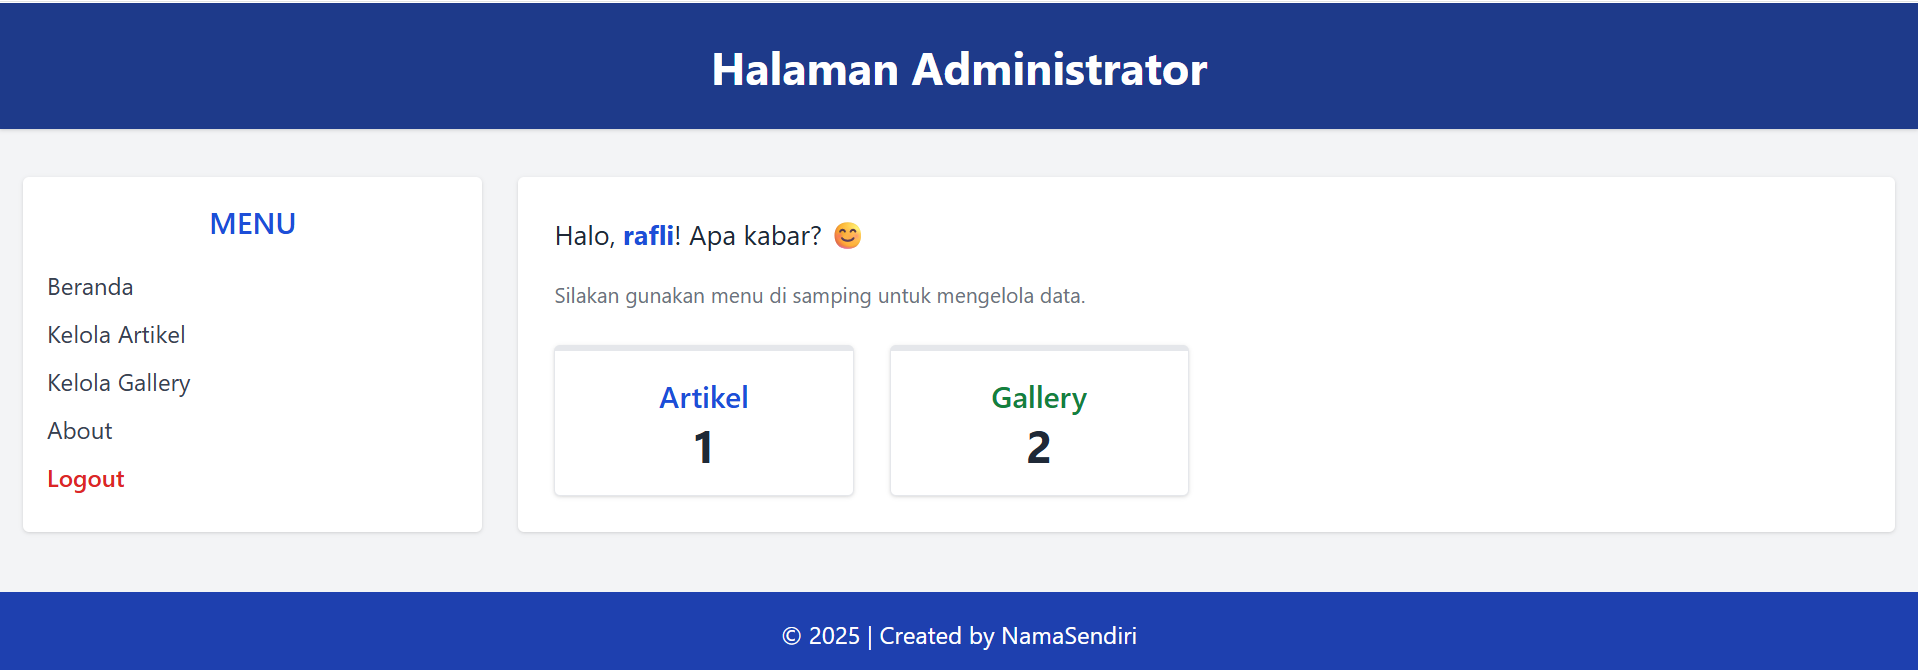 Halaman Administrator
MENU
Beranda
Kelola Artikel
Kelola Gallery
About
Logout
Halo, rafli! Apa kabar? 😊
Silakan gunakan menu di samping untuk mengelola data.
Artikel
1
Gallery
2
© 2025 | Created by NamaSendiri